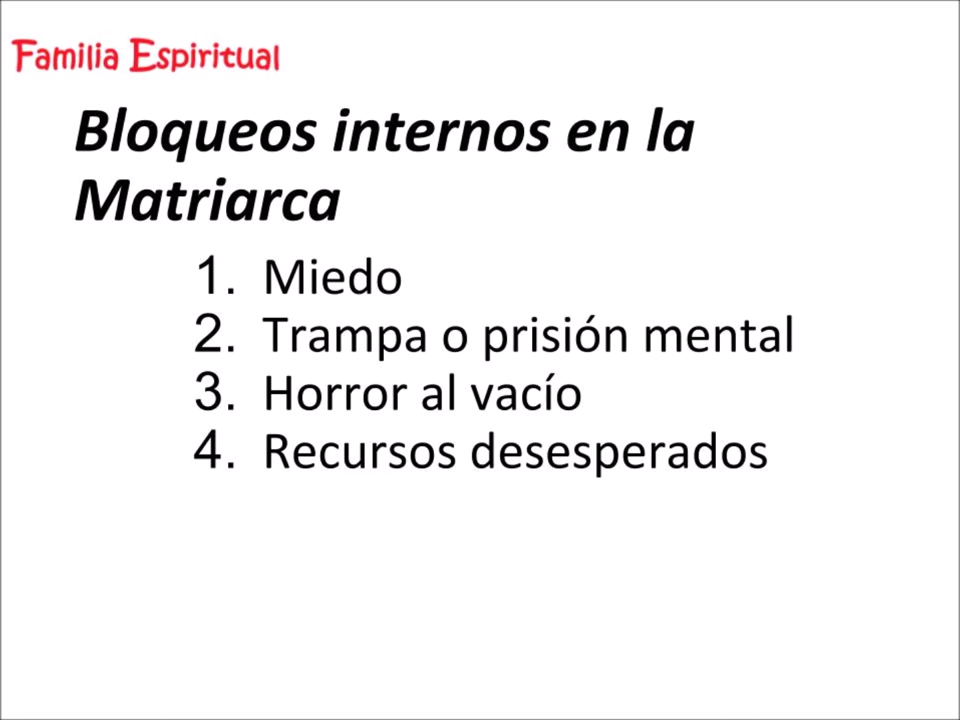 Familia Espiritual
Bloqueos internos en la
Matriarca
1. Miedo
2. Trampa o prisión mental
3. Horror al vacío
4. Recursos desesperados